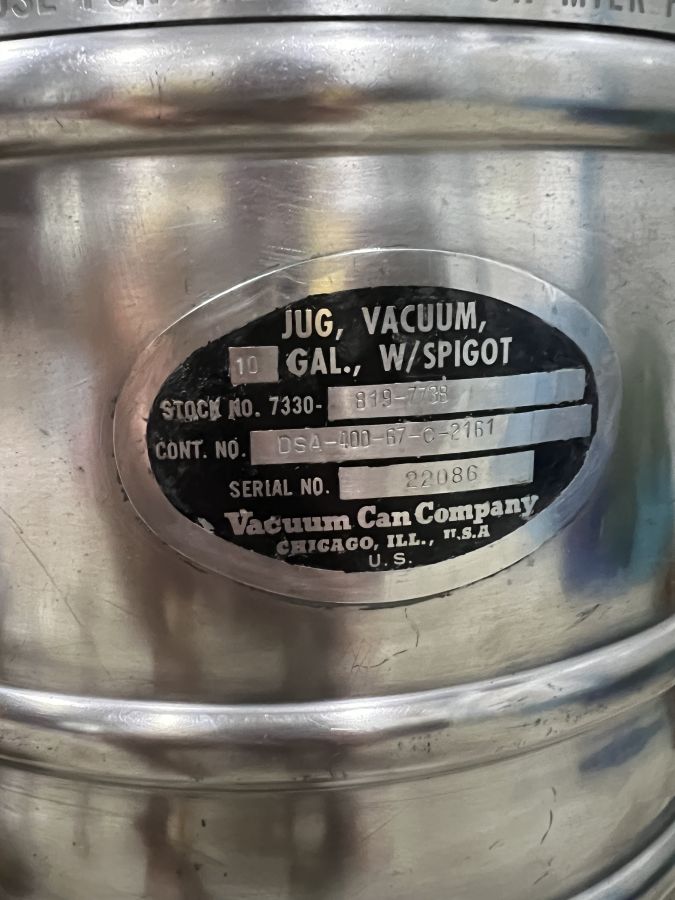 MILK
JUG, VACUUM,
10 GAL., W/SPIGOT
STOCK NO. 7330- 819-7738
CONT. NO. DSA-400-67-C-2161
SERIAL NO. 22086
Vacuum Can Company
CHICAGO, ILL., U.S.A
U.S.